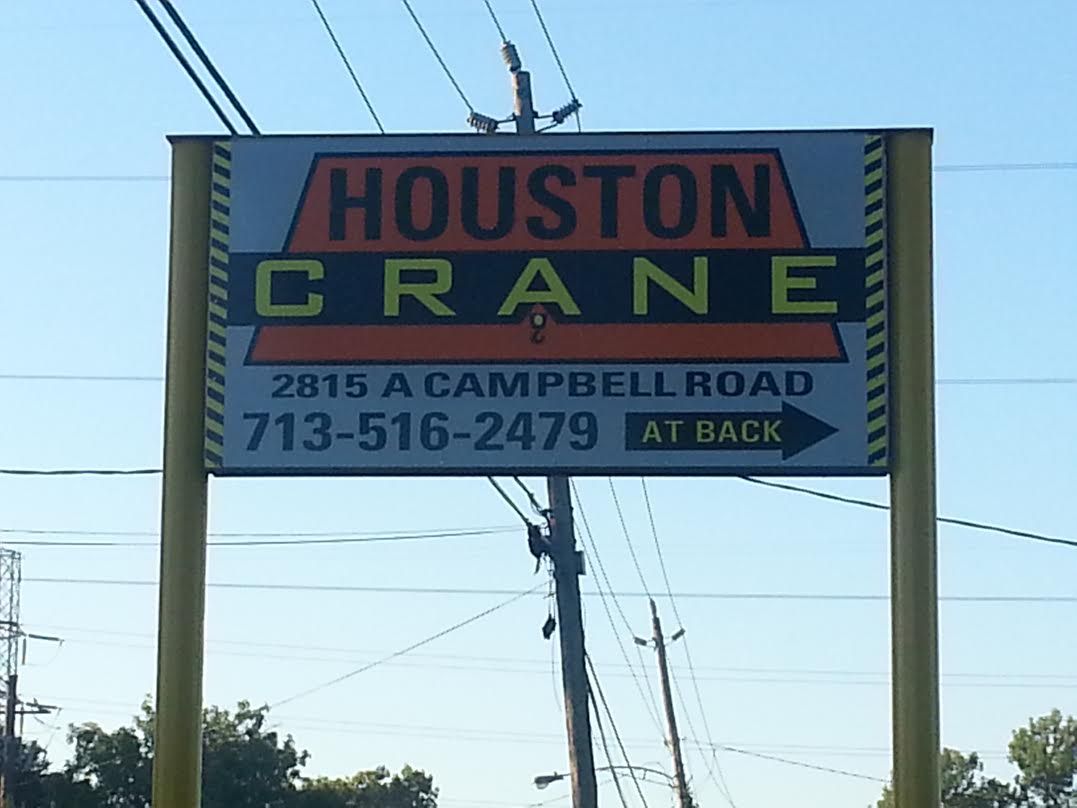 HOUSTON
CRANE
2815 A CAMPBELL ROAD
713-516-2479 AT BACK